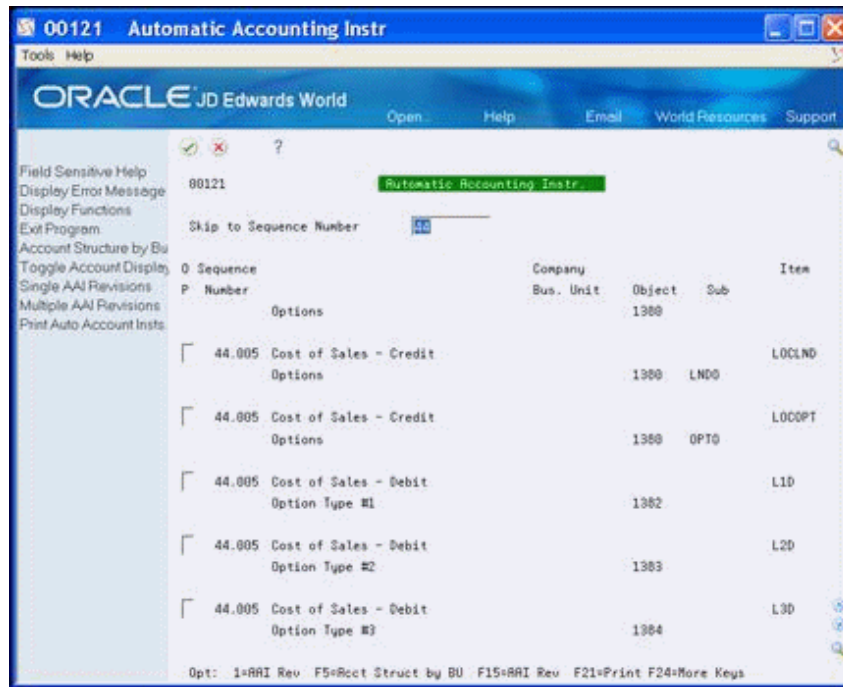 00121 Automatic Accounting Instr
Tools Help
ORACLE JD Edwards World
Open Help Email World Resources Support
?
Field Sensitive Help
Display Error Message
Display Functions
Exit Program
Account Structure by Bu
Toggle Account Display
Single AAI Revisions
Multiple AAI Revisions
Print Auto Account Insts
00121 Automatic Accounting Instr.
Skip to Sequence Number 44
O Sequence Company Item
P Number Bus. Unit Object Sub
Options 1380
44.005 Cost of Sales - Credit LOCLND
Options 1380 LNDO
44.005 Cost of Sales - Credit LOCOPT
Options 1380 OPTO
44.005 Cost of Sales - Debit L1D
Option Type #1 1382
44.005 Cost of Sales - Debit L2D
Option Type #2 1383
44.005 Cost of Sales - Debit L3D
Option Type #3 1384
Opt: 1=AAI Rev F5=Acct Struct by BU F15=AAI Rev F21=Print F24=More Keys